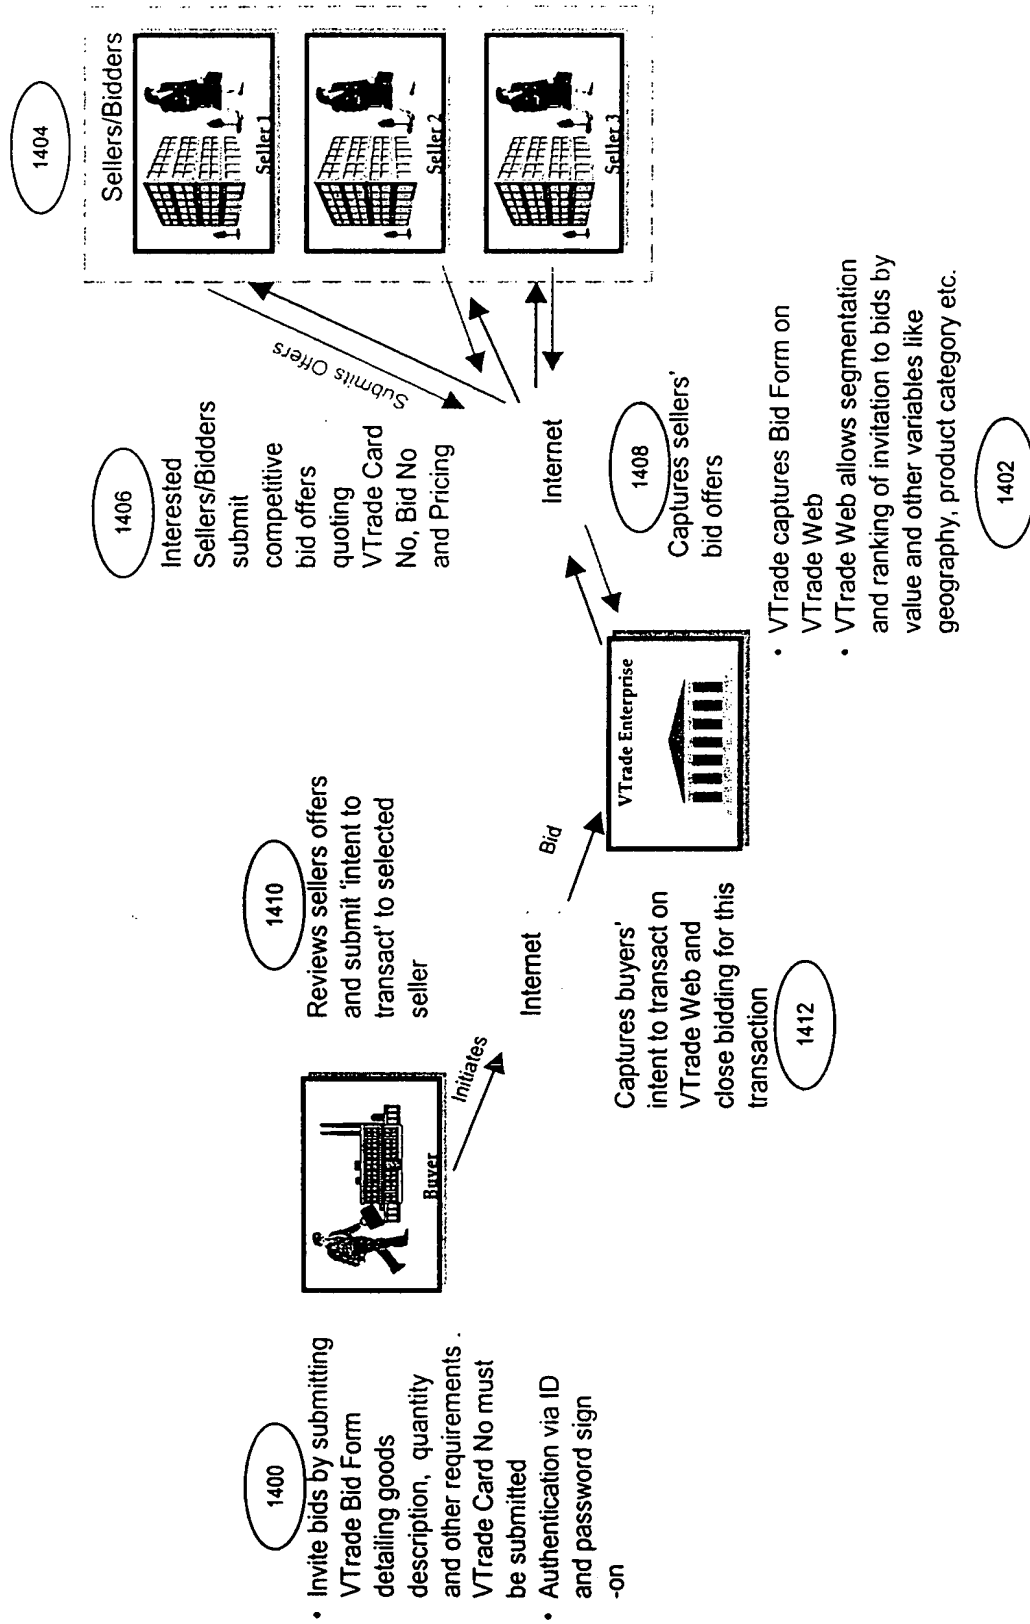 1400
• Invite bids by submitting
VTrade Bid Form
detailing goods
description, quantity
and other requirements .
VTrade Card No must
be submitted
• Authentication via ID
and password sign
-on
Buyer
Initiates
Internet
Bid
1410
Reviews sellers offers
and submit 'intent to
transact' to selected
seller
Captures buyers'
intent to transact on
VTrade Web and
close bidding for this
transaction
1412
VTrade Enterprise
1406
Interested
Sellers/Bidders
submit
competitive
bid offers
quoting
VTrade Card
No, Bid No
and Pricing
Internet
1408
Captures sellers'
bid offers
• VTrade captures Bid Form on
VTrade Web
• VTrade Web allows segmentation
and ranking of invitation to bids by
value and other variables like
geography, product category etc.
1402
Submits Offers
1404
Sellers/Bidders
Seller 1
Seller 2
Seller 3